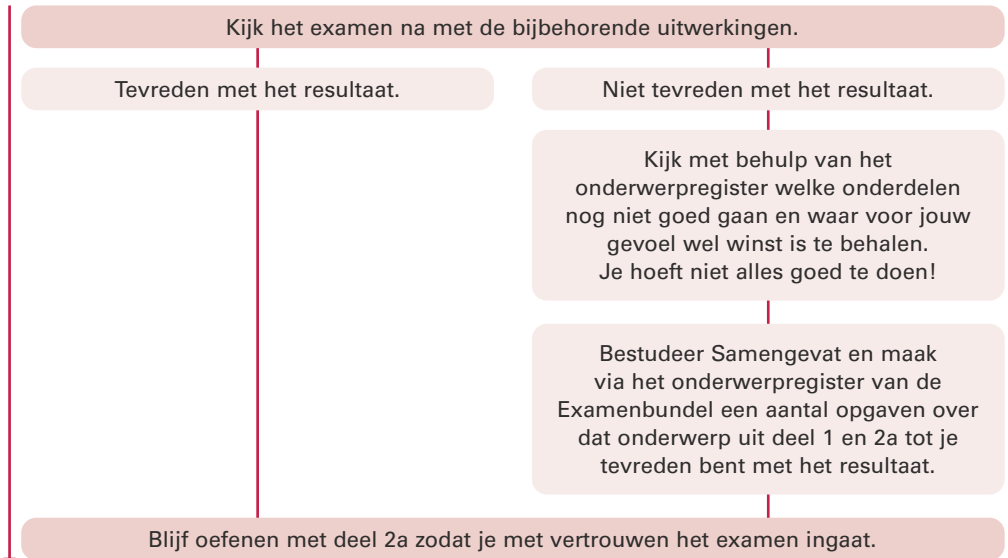 Kijk het examen na met de bijbehorende uitwerkingen.
Tevreden met het resultaat.
Niet tevreden met het resultaat.
Kijk met behulp van het
onderwerpregister welke onderdelen
nog niet goed gaan en waar voor jouw
gevoel wel winst is te behalen.
Je hoeft niet alles goed te doen!
Bestudeer Samengevat en maak
via het onderwerpregister van de
Examenbundel een aantal opgaven over
dat onderwerp uit deel 1 en 2a tot je
tevreden bent met het resultaat.
Blijf oefenen met deel 2a zodat je met vertrouwen het examen ingaat.